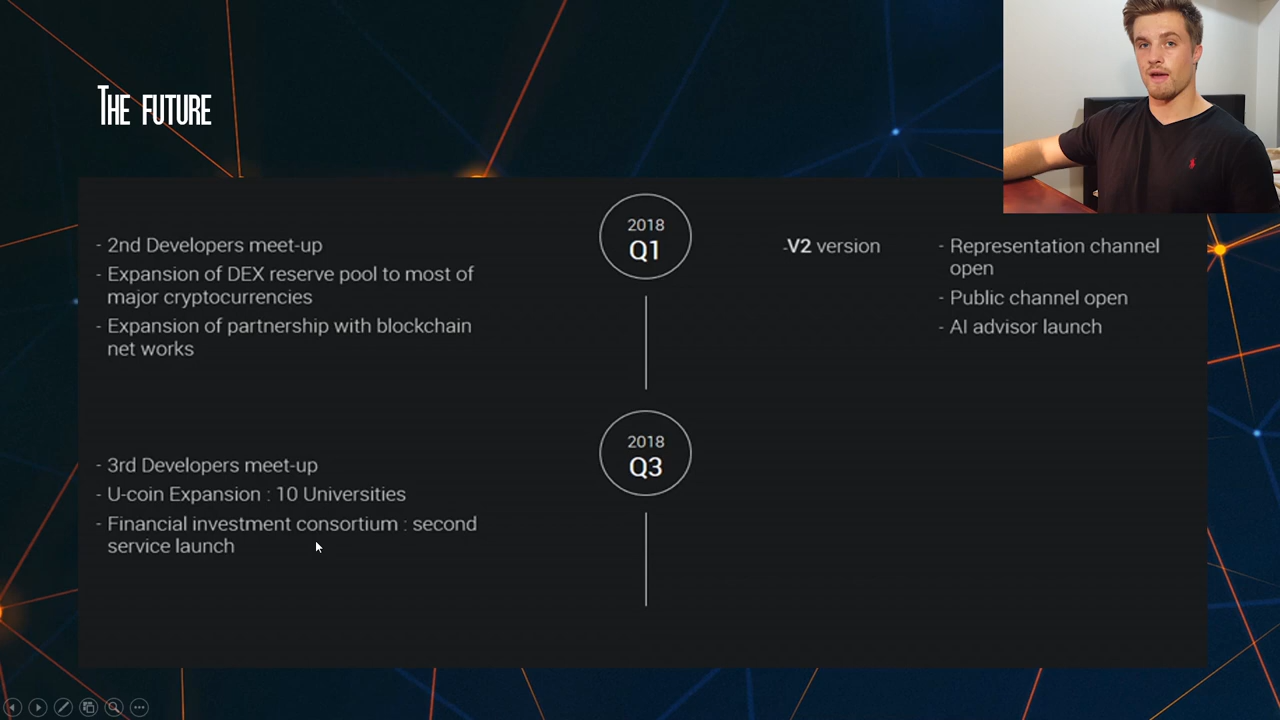 The future
2018
Q1
- 2nd Developers meet-up
- Expansion of DEX reserve pool to most of
major cryptocurrencies
- Expansion of partnership with blockchain
net works
-V2 version
- Representation channel
open
- Public channel open
- AI advisor launch
2018
Q3
- 3rd Developers meet-up
- U-coin Expansion : 10 Universities
- Financial investment consortium : second
service launch